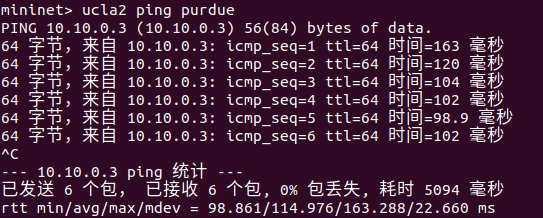 mininet> ucla2 ping purdue
PING 10.10.0.3 (10.10.0.3) 56(84) bytes of data.
64 字节，来自 10.10.0.3: icmp_seq=1 ttl=64 时间=163 毫秒
64 字节，来自 10.10.0.3: icmp_seq=2 ttl=64 时间=120 毫秒
64 字节，来自 10.10.0.3: icmp_seq=3 ttl=64 时间=104 毫秒
64 字节，来自 10.10.0.3: icmp_seq=4 ttl=64 时间=102 毫秒
64 字节，来自 10.10.0.3: icmp_seq=5 ttl=64 时间=98.9 毫秒
64 字节，来自 10.10.0.3: icmp_seq=6 ttl=64 时间=102 毫秒
^C
--- 10.10.0.3 ping 统计 ---
已发送 6 个包， 已接收 6 个包, 0% 包丢失, 耗时 5094 毫秒
rtt min/avg/max/mdev = 98.861/114.976/163.288/22.660 ms